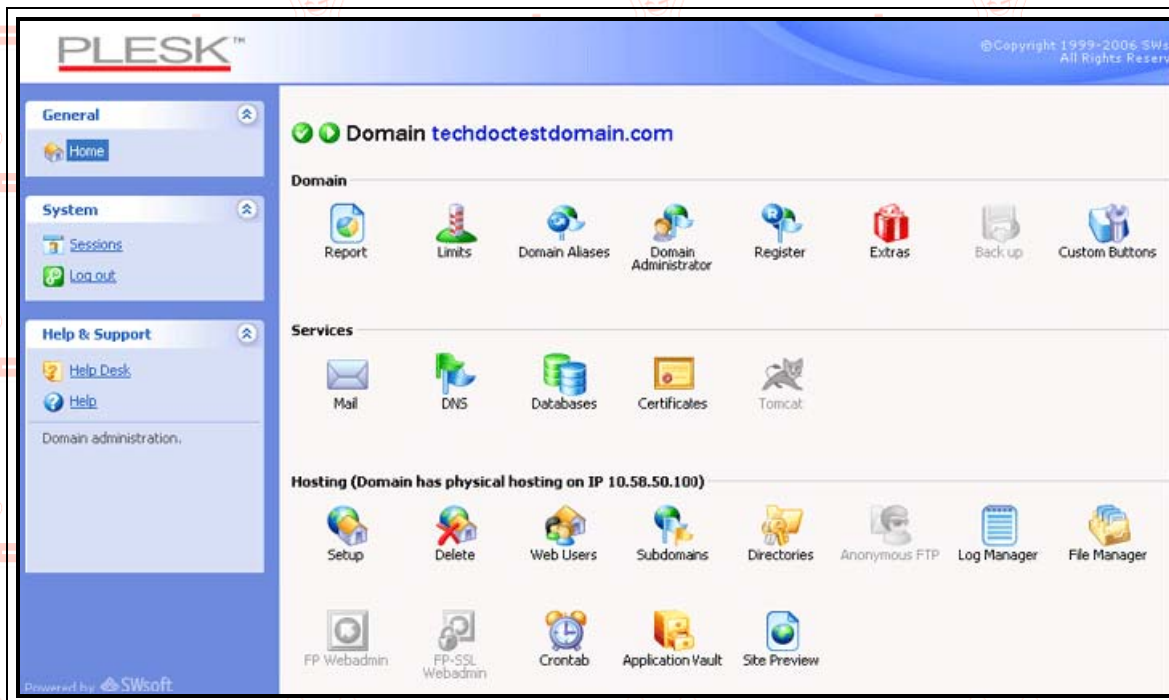 PLESK™
©Copyright 1999-2006 SWs
All Rights Reserv
General
Home
System
Sessions
Log out
Help & Support
Help Desk
Help
Domain administration.
Powered by SWsoft
Domain techdoctestdomain.com
Domain
Report
Limits
Domain Aliases
Domain
Administrator
Register
Extras
Back up
Custom Buttons
Services
Mail
DNS
Databases
Certificates
Tomcat
Hosting (Domain has physical hosting on IP 10.58.50.100)
Setup
Delete
Web Users
Subdomains
Directories
Anonymous FTP
Log Manager
File Manager
FP Webadmin
FP-SSL
Webadmin
Crontab
Application Vault
Site Preview